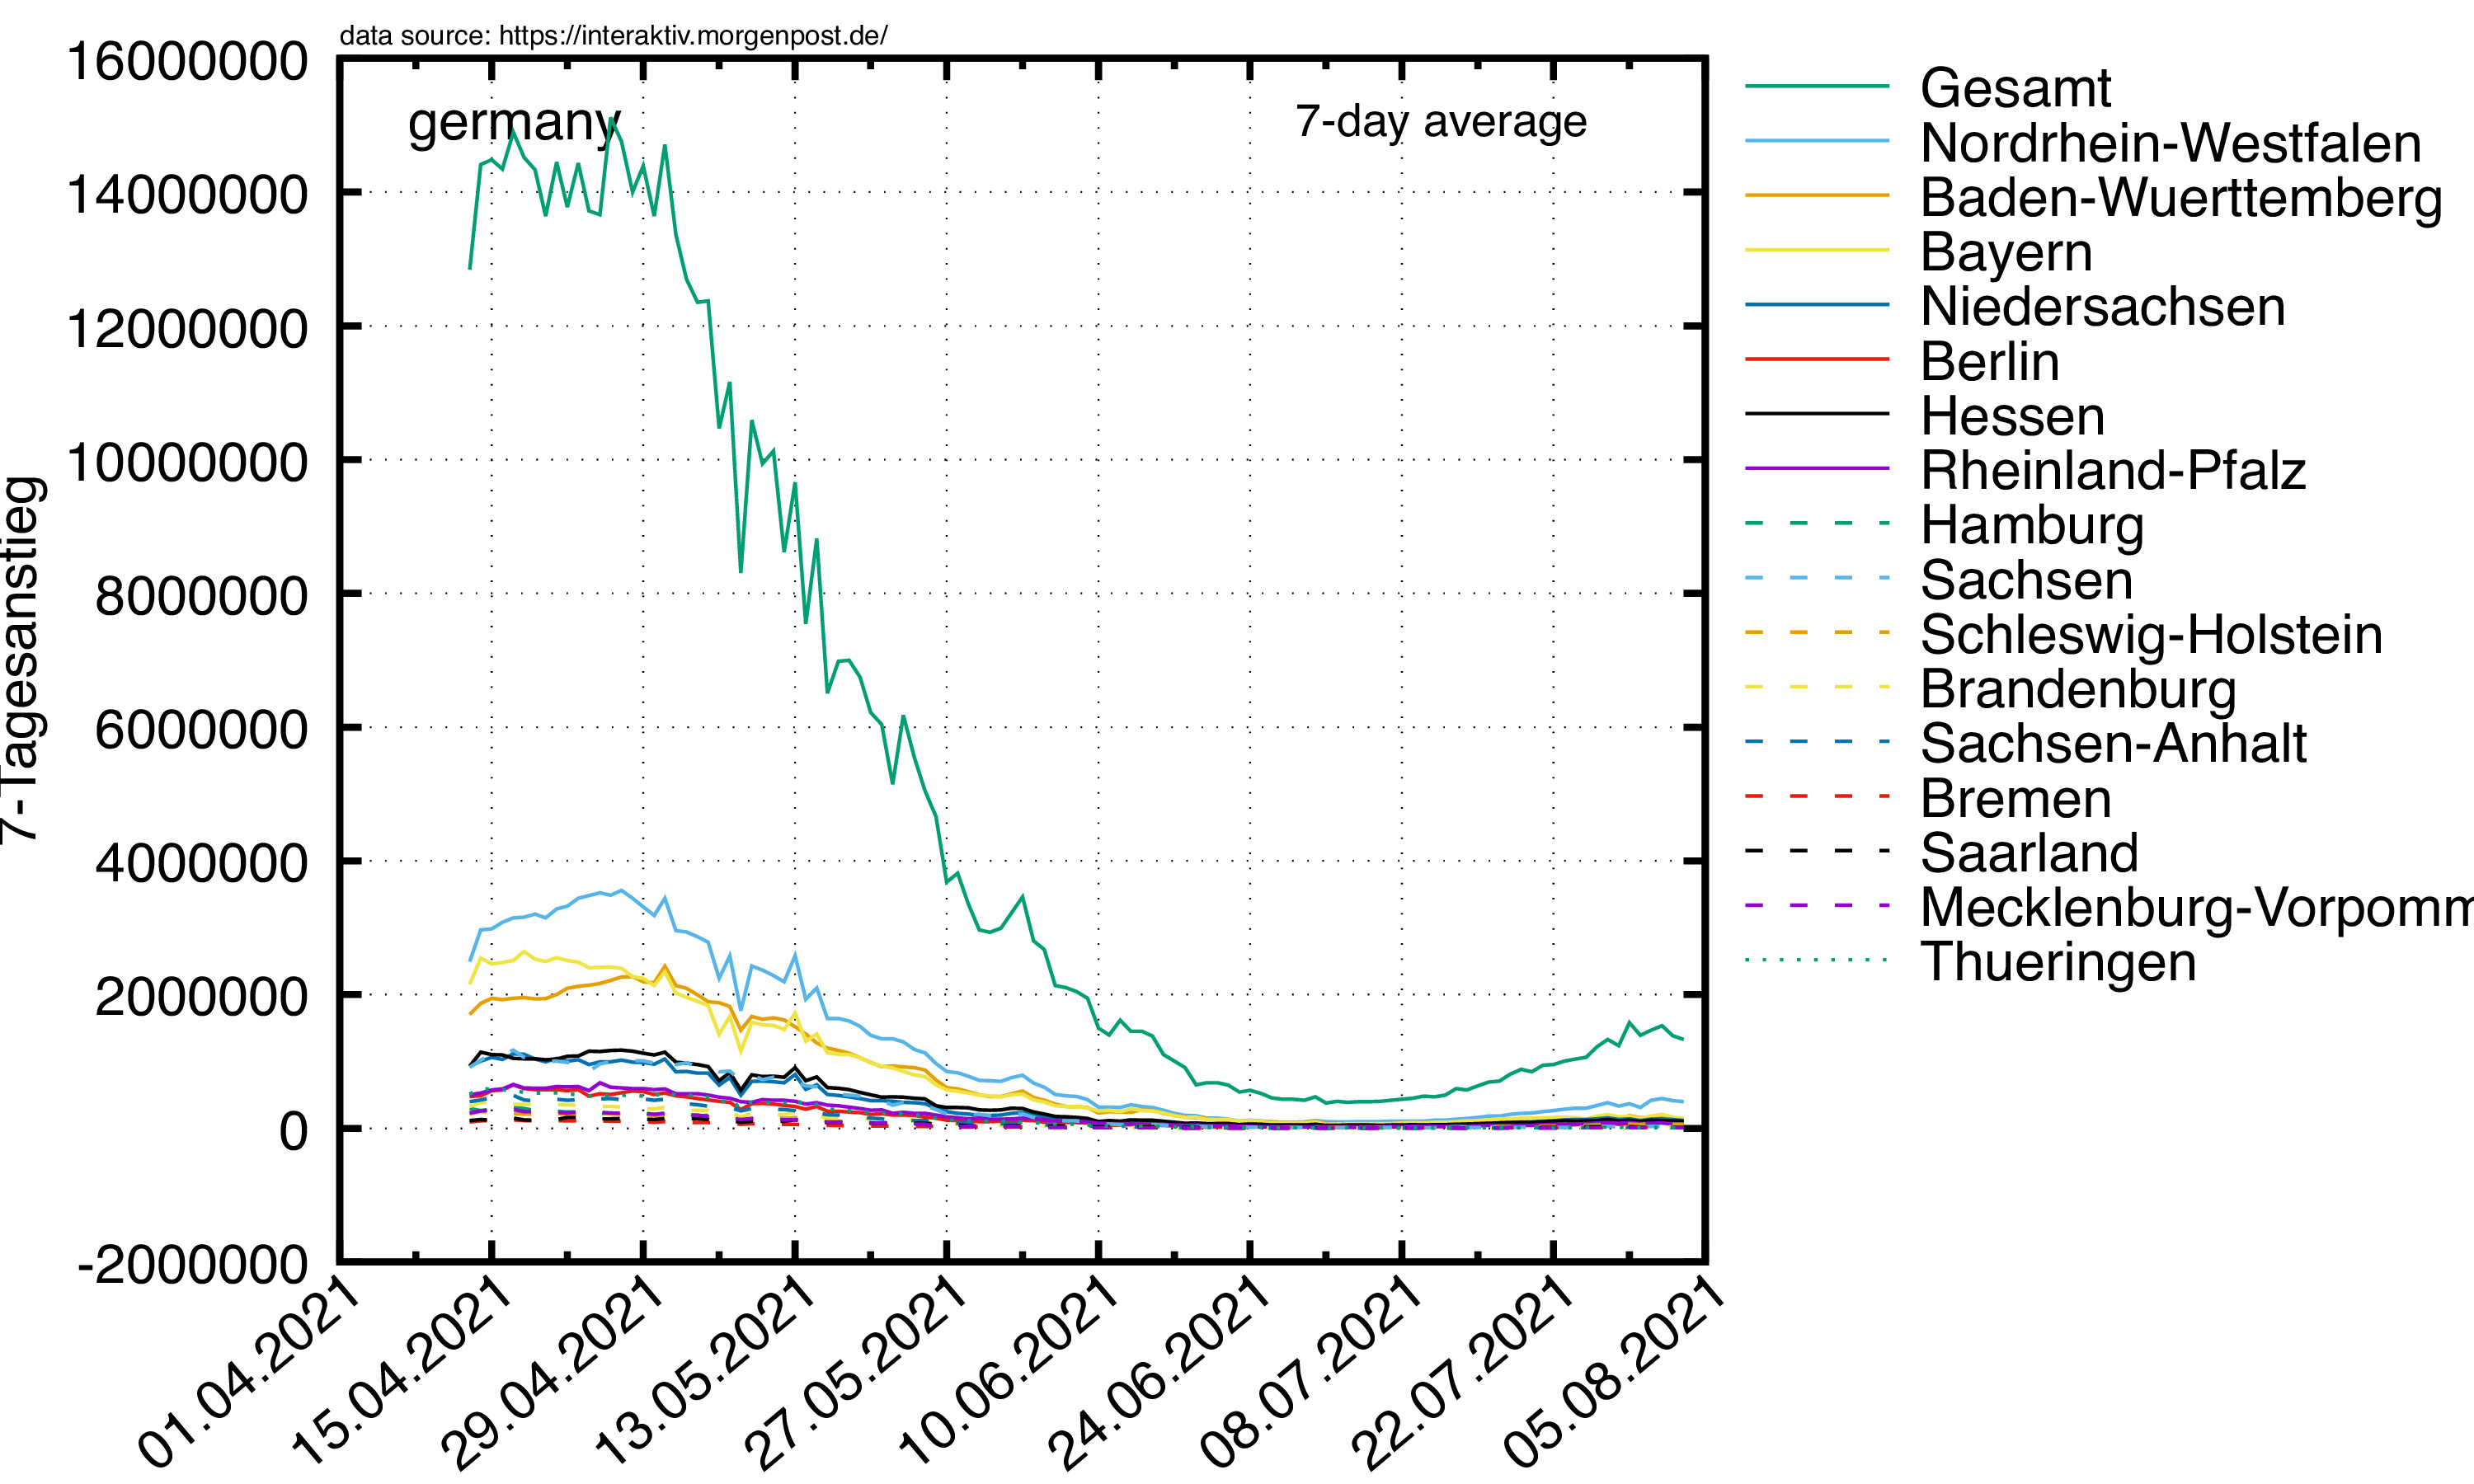 data source: https://interaktiv.morgenpost.de/
germany
7-day average
7-Tagesanstieg
16000000
14000000
12000000
10000000
8000000
6000000
4000000
2000000
0
-2000000
01.04.2021
15.04.2021
29.04.2021
13.05.2021
27.05.2021
10.06.2021
24.06.2021
08.07.2021
22.07.2021
05.08.2021
Gesamt
Nordrhein-Westfalen
Baden-Wuerttemberg
Bayern
Niedersachsen
Berlin
Hessen
Rheinland-Pfalz
Hamburg
Sachsen
Schleswig-Holstein
Brandenburg
Sachsen-Anhalt
Bremen
Saarland
Mecklenburg-Vorpomm
Thueringen